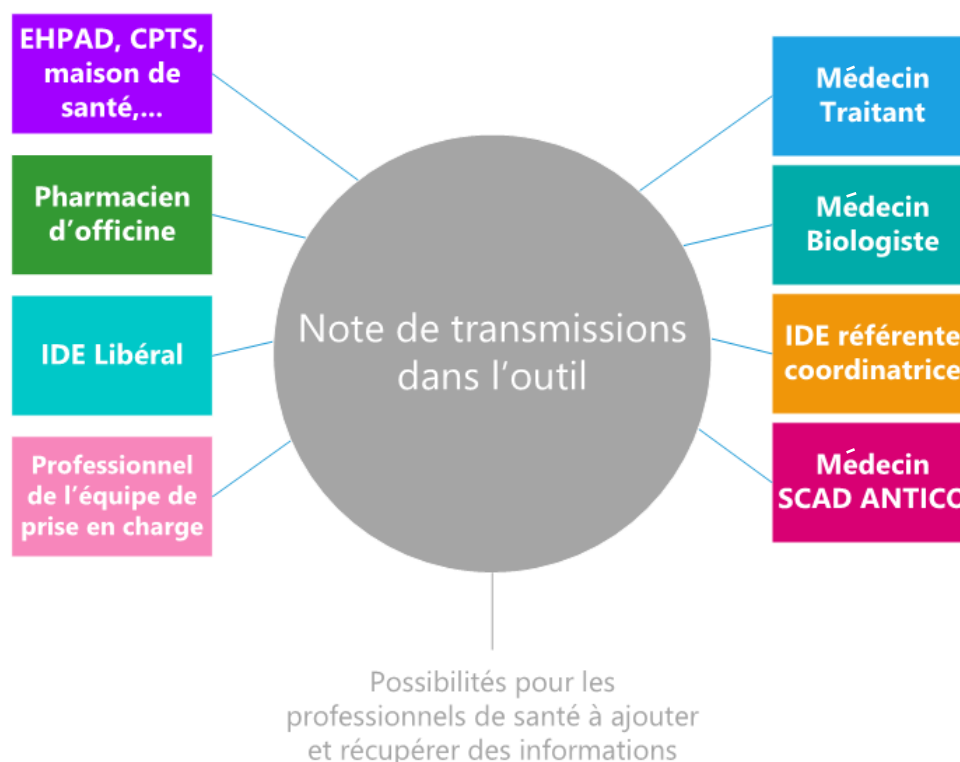 EHPAD, CPTS,
maison de
santé,...
Pharmacien
d'officine
IDE Libéral
Professionnel
de l'équipe de
prise en charge
Note de transmissions
dans l'outil
Médecin
Traitant
Médecin
Biologiste
IDE référente
coordinatrice
Médecin
SCAD ANTICO
Possibilités pour les
professionnels de santé à ajouter
et récupérer des informations